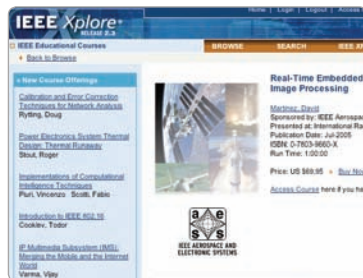 Home | Login | Logout | Access
IEEE Xplore
RELEASE 2.3
IEEE Educational Courses
BROWSE SEARCH IEEE XP
Back to Browse
» New Course Offerings
Calibration and Error Correction
Techniques for Network Analysis
Rytting, Doug
Power Electronics System Thermal
Design: Thermal Runaway
Stout, Roger
Implementations of Computational
Intelligence Techniques
Piuri, Vincenzo Scotti, Fabio
Introduction to IEEE 802.16
Cooklev, Todor
IP Multimedia Subsystem (IMS):
Merging the Mobile and the Internet
World
Varma, Vijay
Real-Time Embedded
Image Processing
Martinez, David
Sponsored by: IEEE Aerospac
Presented at: International Ra
Publication Date: Jul-2005
ISBN: 0-7803-9660-X
Run Time: 1:00:00
Price: US $69.95 Buy Now
Access Course here if you ha
a e
s s
IEEE AEROSPACE AND
ELECTRONIC SYSTEMS